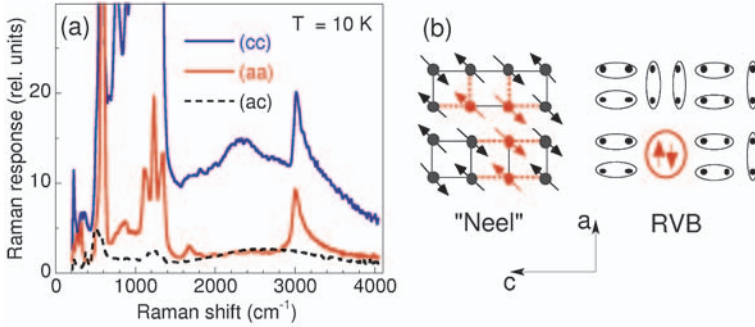 (a)
T = 10 K
(cc)
(aa)
(ac)
Raman response (rel. units)
20
10
0
0
1000
2000
3000
4000
Raman shift (cm⁻¹)
(b)
"Neel"
RVB
a
c